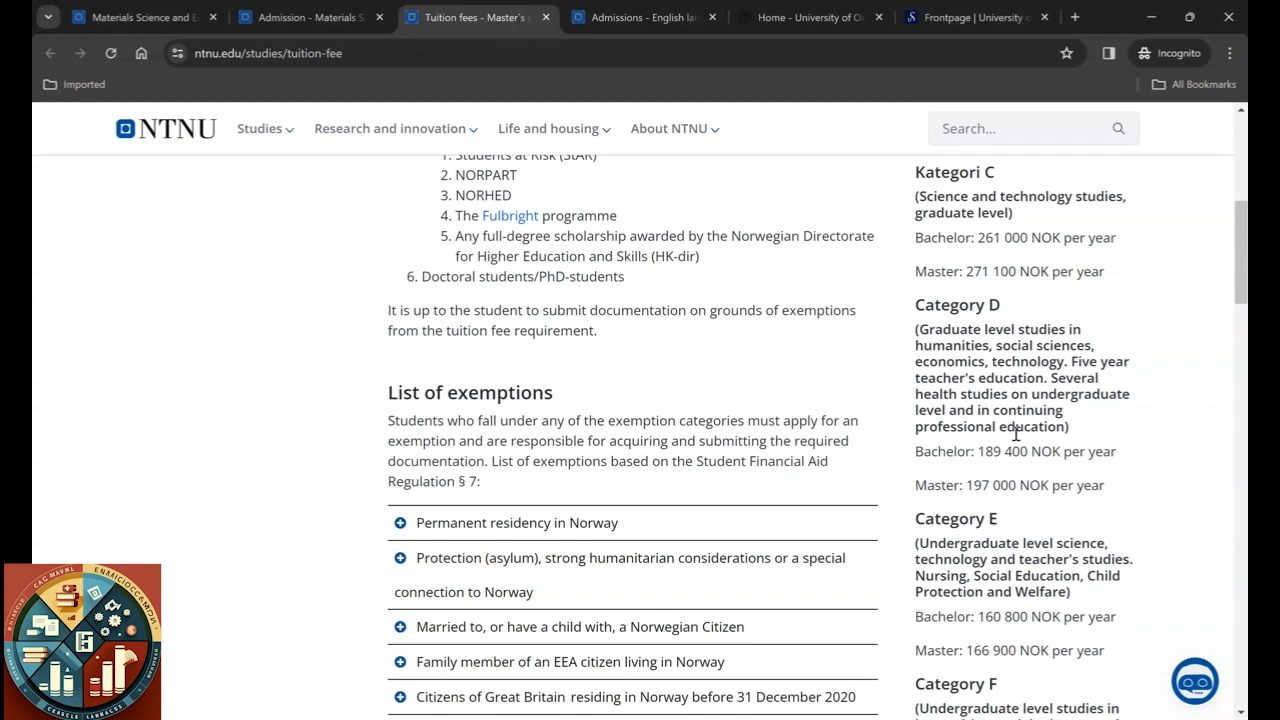 Materials Science and E
Admission - Materials S
Tuition fees - Master's
Admissions - English la
Home - University of Os
Frontpage | University o
ntnu.edu/studies/tuition-fee
Incognito
Imported
All Bookmarks
NTNU
Studies
Research and innovation
Life and housing
About NTNU
Search...
1. Students at Risk (StAR)
2. NORPART
3. NORHED
4. The Fulbright programme
5. Any full-degree scholarship awarded by the Norwegian Directorate
for Higher Education and Skills (HK-dir)
6. Doctoral students/PhD-students
It is up to the student to submit documentation on grounds of exemptions
from the tuition fee requirement.
List of exemptions
Students who fall under any of the exemption categories must apply for an
exemption and are responsible for acquiring and submitting the required
documentation. List of exemptions based on the Student Financial Aid
Regulation § 7:
Permanent residency in Norway
Protection (asylum), strong humanitarian considerations or a special
connection to Norway
Married to, or have a child with, a Norwegian Citizen
Family member of an EEA citizen living in Norway
Citizens of Great Britain residing in Norway before 31 December 2020
Kategori C
(Science and technology studies,
graduate level)
Bachelor: 261 000 NOK per year
Master: 271 100 NOK per year
Category D
(Graduate level studies in
humanities, social sciences,
economics, technology. Five year
teacher's education. Several
health studies on undergraduate
level and in continuing
professional education)
Bachelor: 189 400 NOK per year
Master: 197 000 NOK per year
Category E
(Undergraduate level science,
technology and teacher's studies.
Nursing, Social Education, Child
Protection and Welfare)
Bachelor: 160 800 NOK per year
Master: 166 900 NOK per year
Category F
(Undergraduate level studies in